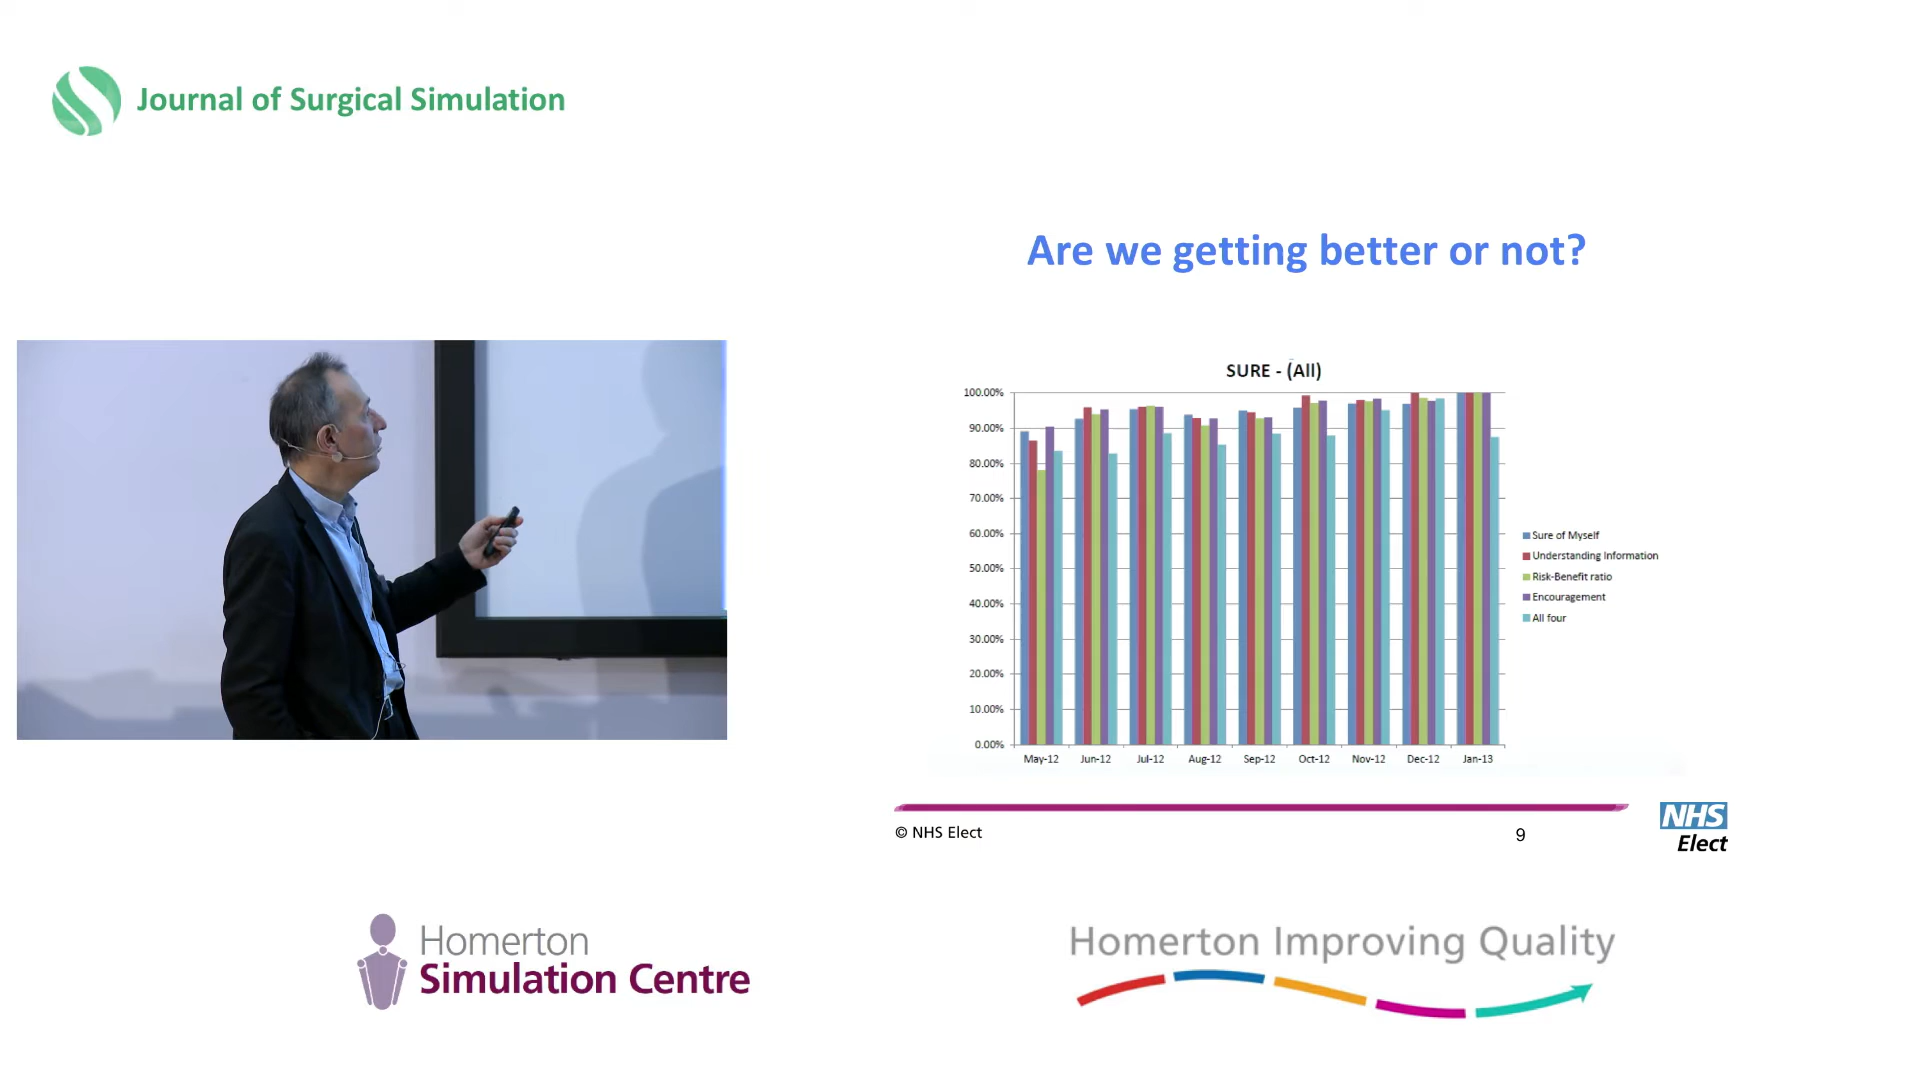 Journal of Surgical Simulation
Are we getting better or not?
SURE - (All)
100.00%
90.00%
80.00%
70.00%
60.00%
50.00%
40.00%
30.00%
20.00%
10.00%
0.00%
May-12 Jun-12 Jul-12 Aug-12 Sep-12 Oct-12 Nov-12 Dec-12 Jan-13
Sure of Myself
Understanding Information
Risk-Benefit ratio
Encouragement
All four
© NHS Elect
9
NHS
Elect
Homerton
Simulation Centre
Homerton Improving Quality